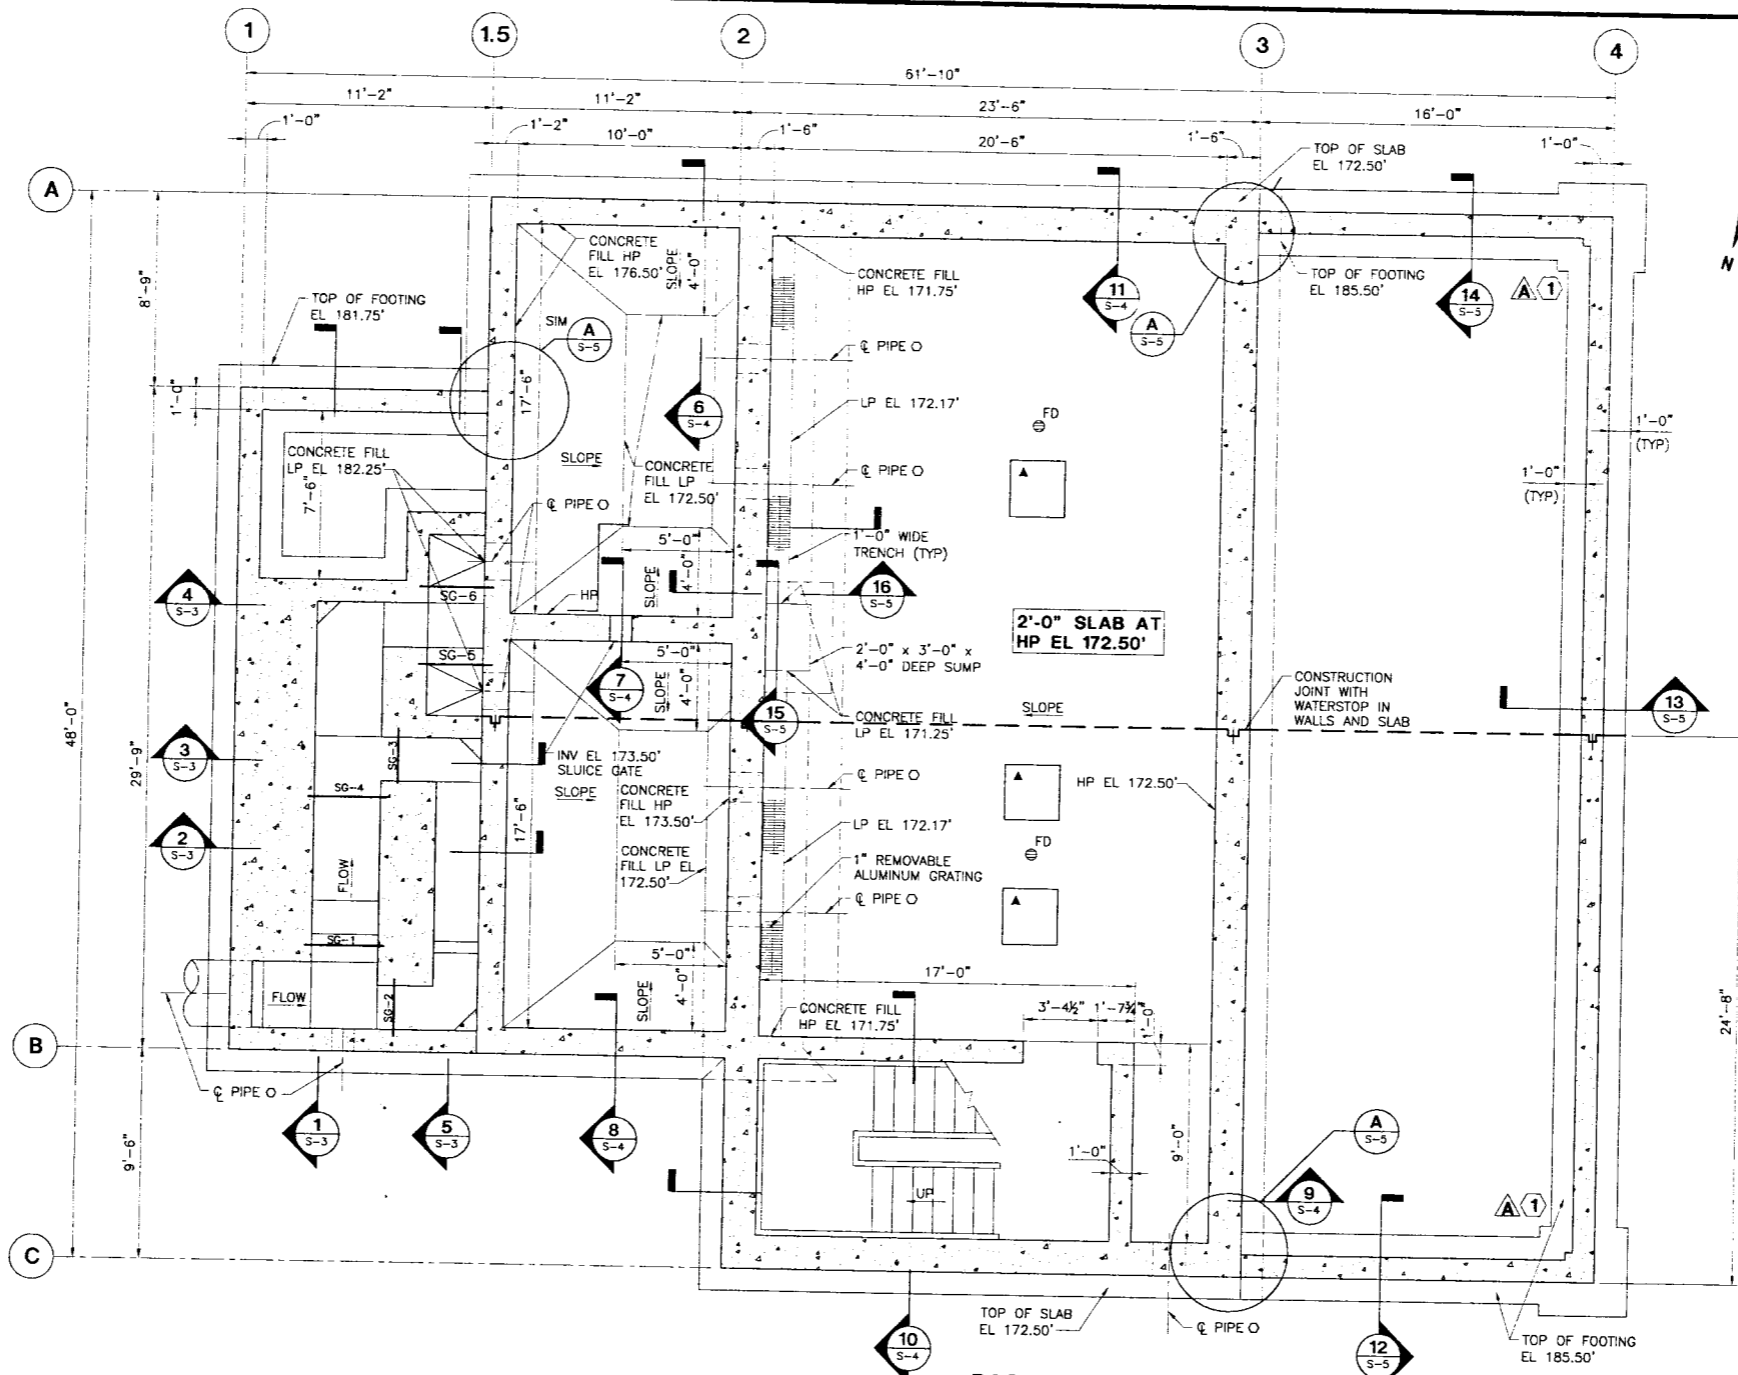 1
1.5
2
3
4
61'-10"
11'-2"
11'-2"
23'-6"
16'-0"
1'-0"
1'-2"
10'-0"
1'-6"
20'-6"
1'-6"
1'-0"
TOP OF SLAB
EL 172.50'
A
N
CONCRETE
FILL HP
EL 176.50'
SLOPE
4'-0"
CONCRETE FILL
HP EL 171.75'
11
S-4
A
S-5
TOP OF FOOTING
EL 185.50'
14
S-5
A
1
8'-9"
TOP OF FOOTING
EL 181.75'
SIM
A
S-5
17'-6"
℄ PIPE O
1'-0"
6
S-4
LP EL 172.17'
FD
1'-0"
(TYP)
CONCRETE FILL
LP EL 182.25'
7'-6"
SLOPE
CONCRETE
FILL LP
EL 172.50'
℄ PIPE O
℄ PIPE O
1'-0"
(TYP)
5'-0"
1'-0" WIDE
TRENCH (TYP)
4
S-3
SG-6
HP
SLOPE
4'-0"
16
S-5
2'-0" SLAB AT
HP EL 172.50'
SG-5
5'-0"
2'-0" x 3'-0" x
4'-0" DEEP SUMP
7
S-4
SLOPE
4'-0"
15
S-5
CONCRETE FILL
LP EL 171.25'
SLOPE
CONSTRUCTION
JOINT WITH
WATERSTOP IN
WALLS AND SLAB
13
S-5
48'-0"
29'-9"
3
S-3
SG-3
SG-4
INV EL 173.50'
SLUICE GATE
SLOPE
CONCRETE
FILL HP
EL 173.50'
℄ PIPE O
HP EL 172.50'
17'-6"
2
S-3
LP EL 172.17'
FD
FLOW
CONCRETE
FILL LP EL
172.50'
1" REMOVABLE
ALUMINUM GRATING
℄ PIPE O
SG-1
5'-0"
17'-0"
FLOW
SG-2
SLOPE
4'-0"
CONCRETE FILL
HP EL 171.75'
3'-4½"
1'-7¾"
1'-0"
24'-8"
B
℄ PIPE O
1
S-3
5
S-3
8
S-4
9'-6"
1'-0"
9'-0"
A
S-5
UP
9
S-4
A
1
C
10
S-4
TOP OF SLAB
EL 172.50'
℄ PIPE O
12
S-5
TOP OF FOOTING
EL 185.50'